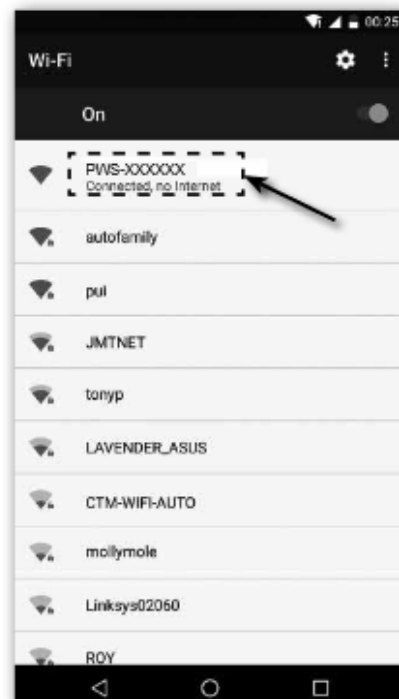 00:25
Wi-Fi
On
PWS-XXXXXX
Connected, no Internet
autofamily
pui
JMTNET
tonyp
LAVENDER_ASUS
CTM-WIFI-AUTO
mollymole
Linksys02060
ROY